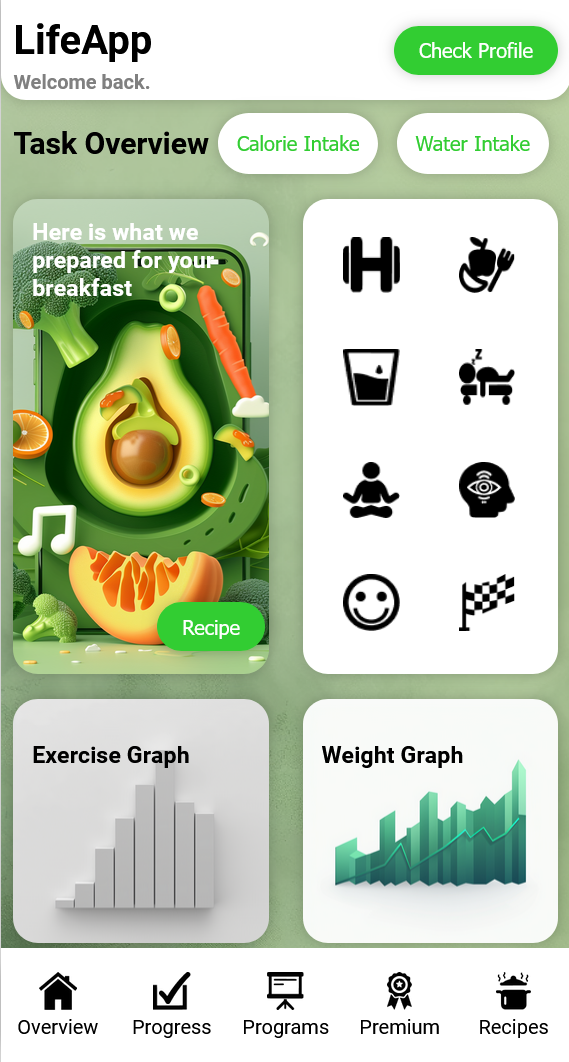 LifeApp
Welcome back.
Check Profile
Task Overview
Calorie Intake
Water Intake
Here is what we
prepared for your
breakfast
Recipe
Exercise Graph
Weight Graph
Overview
Progress
Programs
Premium
Recipes